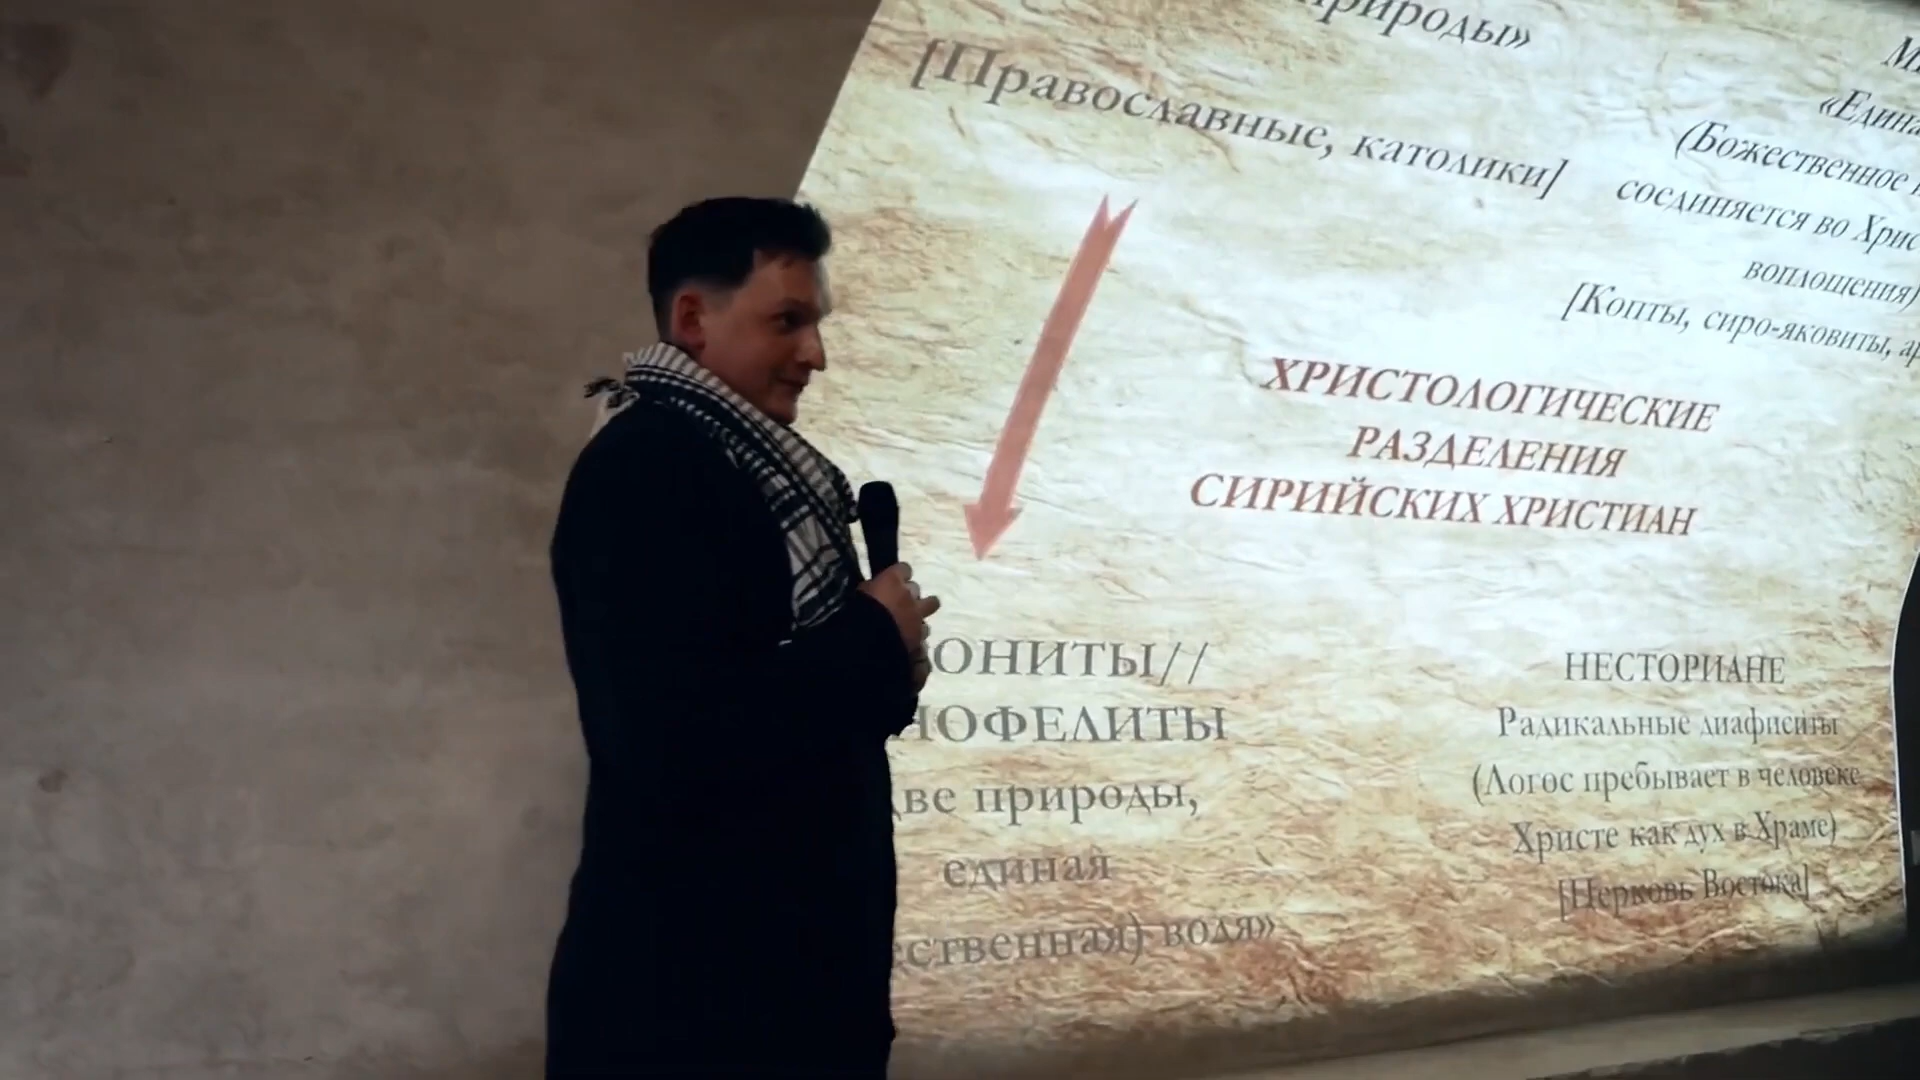 природы»
[Православные, католики]
«Едина
(Божественное
соединяется во Хрис
воплощения)
[Копты, сиро-яковиты, ар
ХРИСТОЛОГИЧЕСКИЕ
РАЗДЕЛЕНИЯ
СИРИЙСКИХ ХРИСТИАН
ОНИТЫ//
НОФЕЛИТЫ
две природы,
единая
ественная) воля»
НЕСТОРИАНЕ
Радикальные диафиситы
(Логос пребывает в человеке
Христе как дух в Храме)
[Церковь Востока]